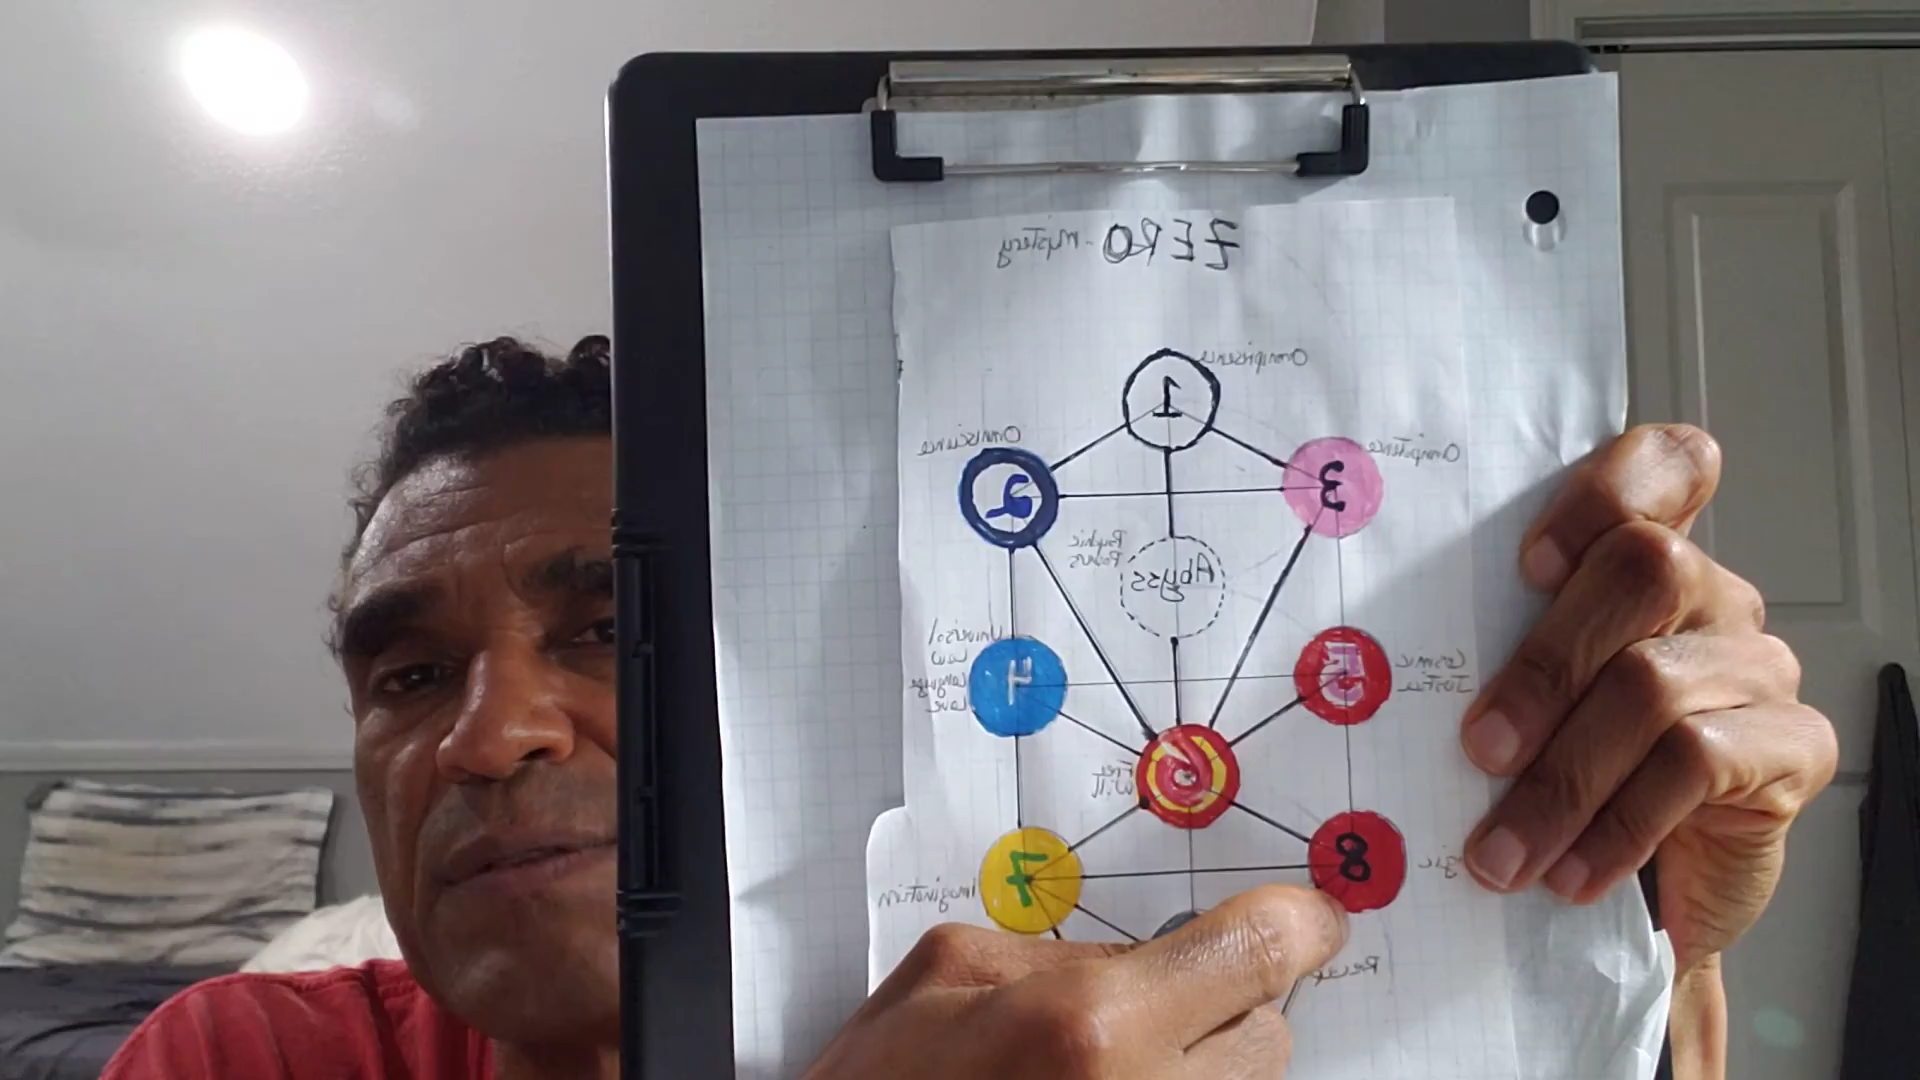 ZERO - Mystery
Omnipresence
1
Omniscience
2
Omnipotence
3
Psychic
Powers
Abyss
Universal
Law
Language
Love
4
Cosmic
Justice
5
Free
Will
6
Imagination
7
8